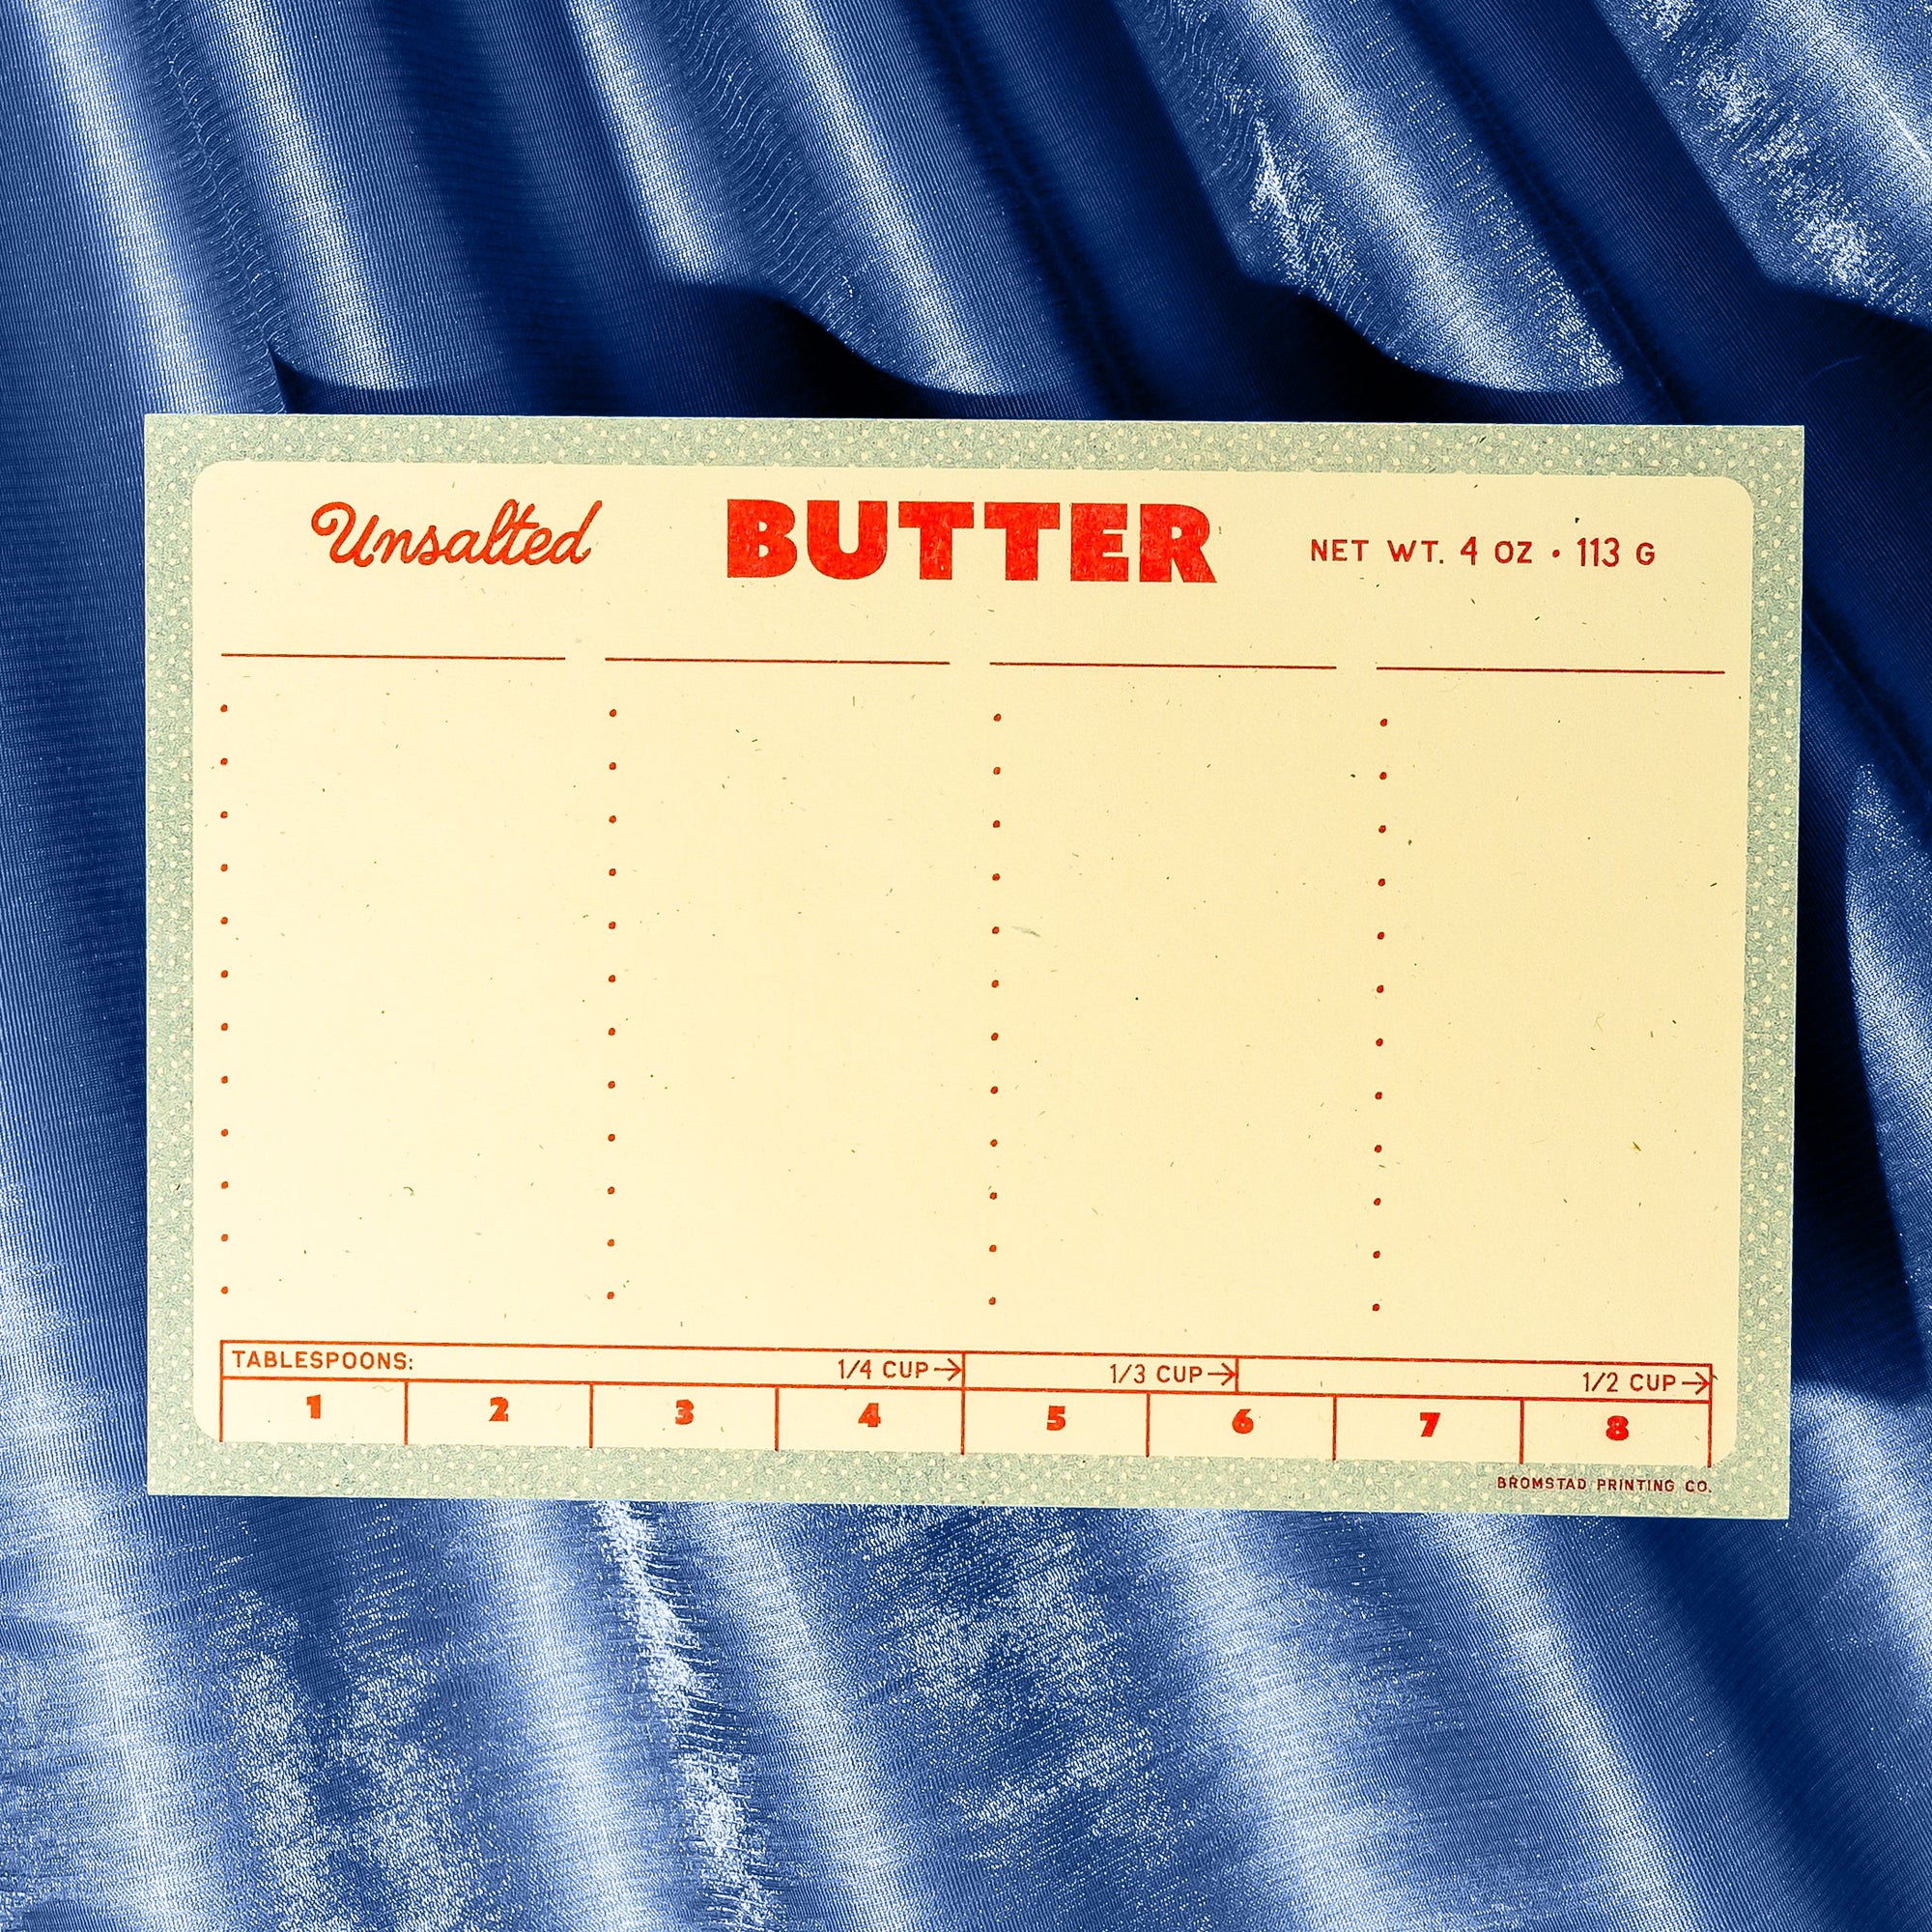 Unsalted BUTTER NET WT. 4 OZ • 113 G
TABLESPOONS: 1/4 CUP→ 1/3 CUP→ 1/2 CUP→
1 2 3 4 5 6 7 8
BROMSTAD PRINTING CO.